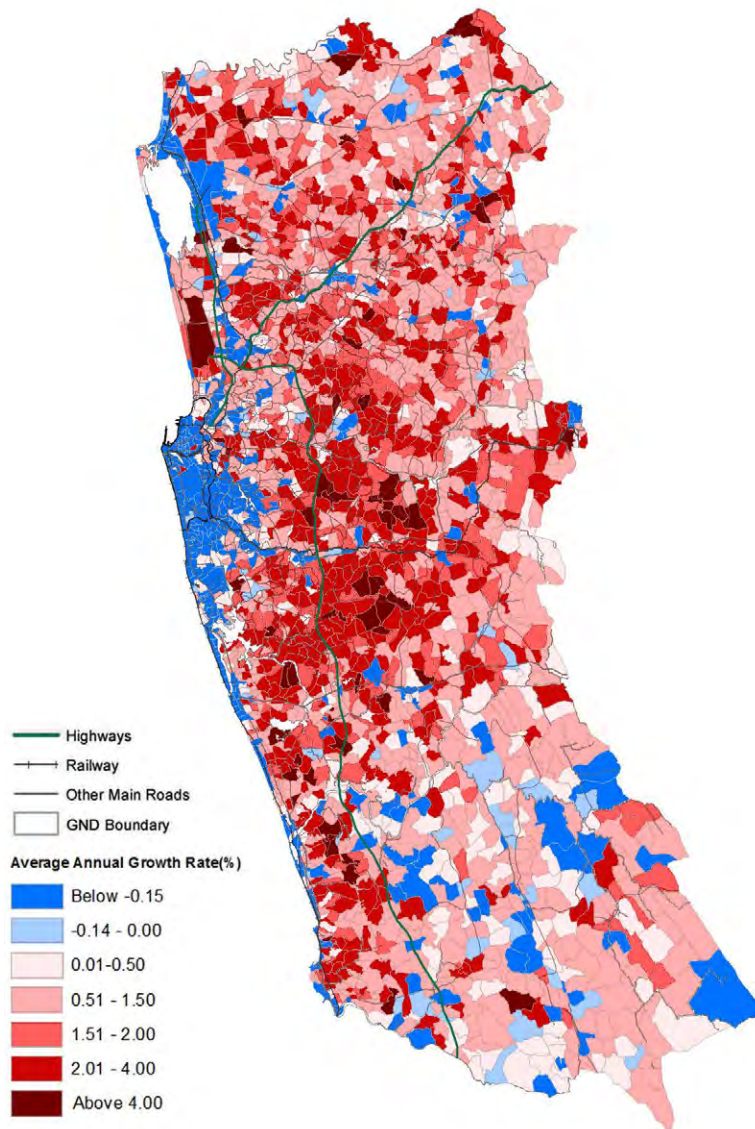 Highways
Railway
Other Main Roads
GND Boundary
Average Annual Growth Rate(%)
Below -0.15
-0.14 - 0.00
0.01-0.50
0.51 - 1.50
1.51 - 2.00
2.01 - 4.00
Above 4.00